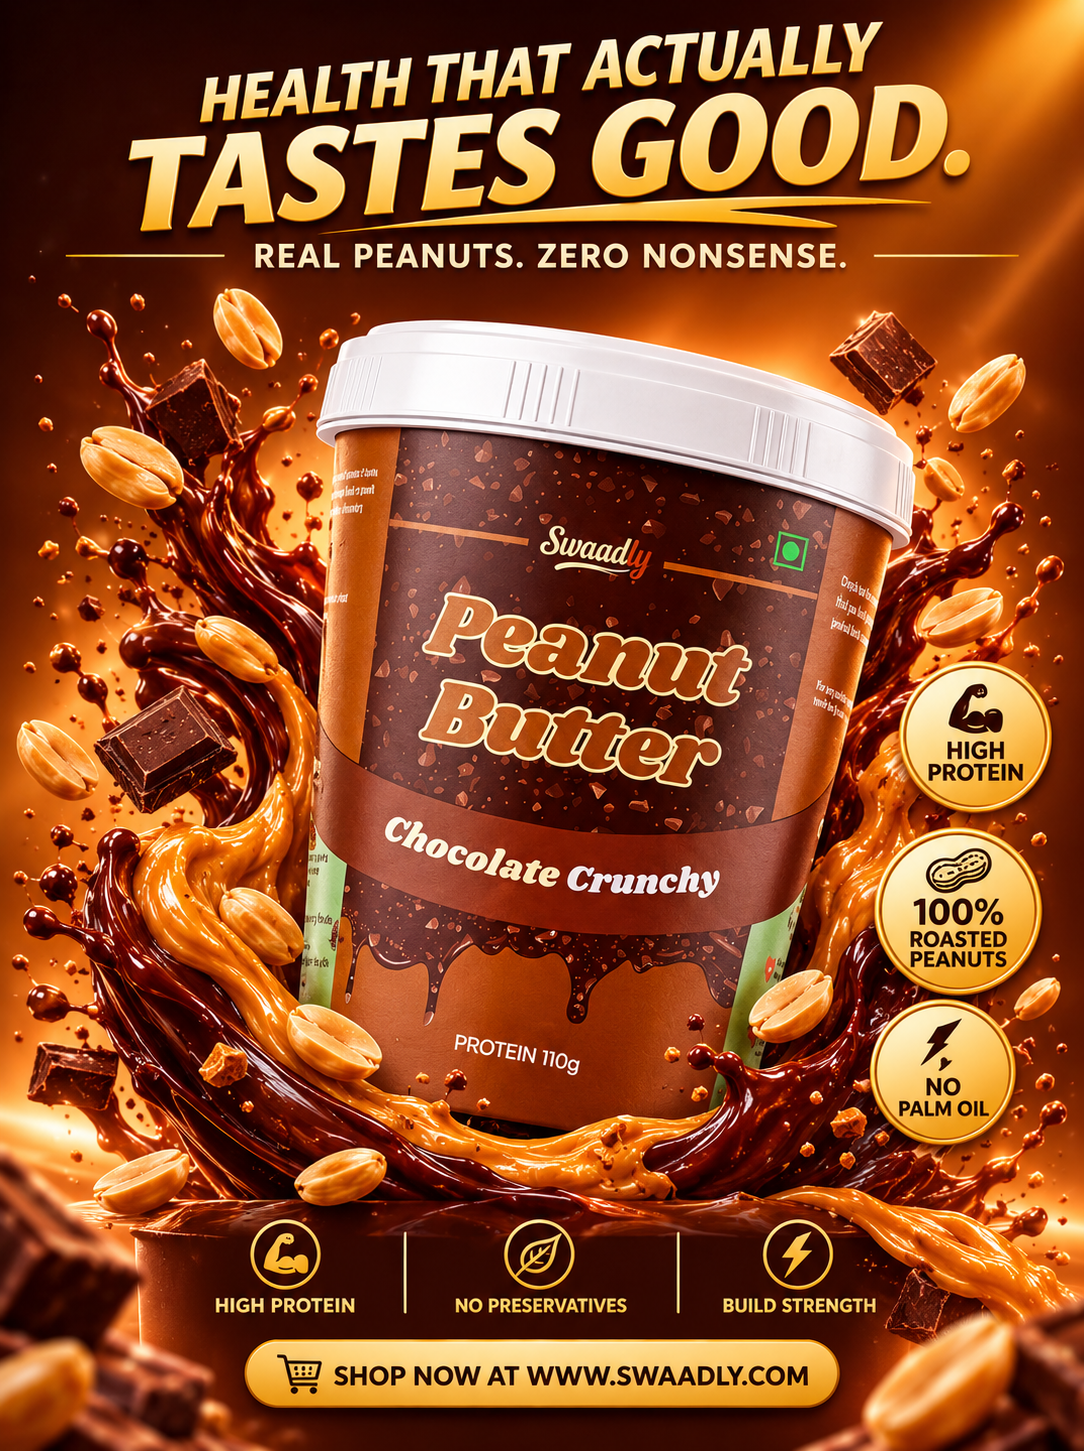 HEALTH THAT ACTUALLY
TASTES GOOD.
REAL PEANUTS. ZERO NONSENSE.
Swaadly
Peanut
Butter
Chocolate Crunchy
PROTEIN 110g
HIGH
PROTEIN
100%
ROASTED
PEANUTS
NO
PALM OIL
HIGH PROTEIN
NO PRESERVATIVES
BUILD STRENGTH
SHOP NOW AT WWW.SWAADLY.COM